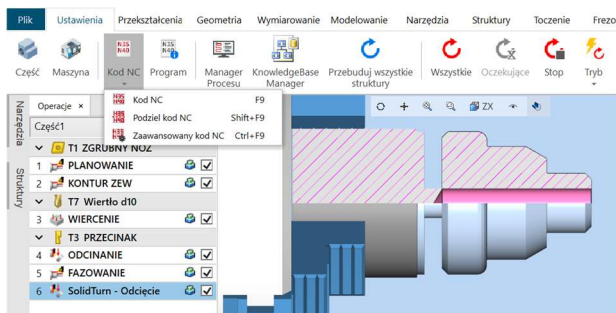 Plik Ustawienia Przekształcenia Geometria Wymiarowanie Modelowanie Narzędzia Struktury Toczenie Frezo
Część Maszyna Kod NC Program Manager Procesu KnowledgeBase Manager Przebuduj wszystkie struktury Wszystkie Oczekujące Stop Tryb
Narzędzia
Struktury
Operacje ×
Część1
Kod NC F9
Podziel kod NC Shift+F9
Zaawansowany kod NC Ctrl+F9
ZX
T1 ZGRUBNY NOZ
1 PLANOWANIE
2 KONTUR ZEW
T7 Wiertło d10
3 WIERCENIE
T3 PRZECINAK
4 ODCINANIE
5 FAZOWANIE
6 SolidTurn - Odcięcie